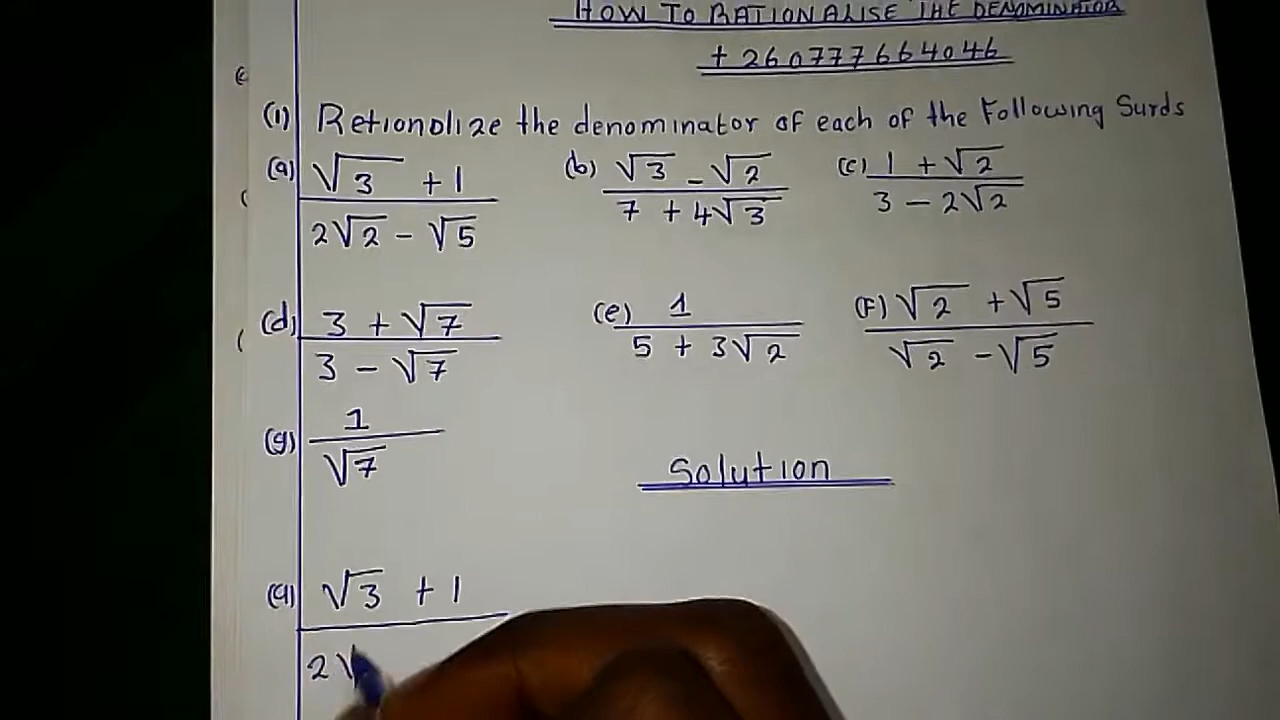 HOW TO RATIONALISE THE DENOMINATOR
+260777664046
(1) Retionolize the denominator of each of the Following Surds
(a) √3 + 1 / 2√2 - √5 (b) √3 - √2 / 7 + 4√3 (c) 1 + √2 / 3 - 2√2
(d) 3 + √7 / 3 - √7 (e) 1 / 5 + 3√2 (F) √2 + √5 / √2 - √5
(g) 1 / √7
Solution
(a) √3 + 1 / 2√